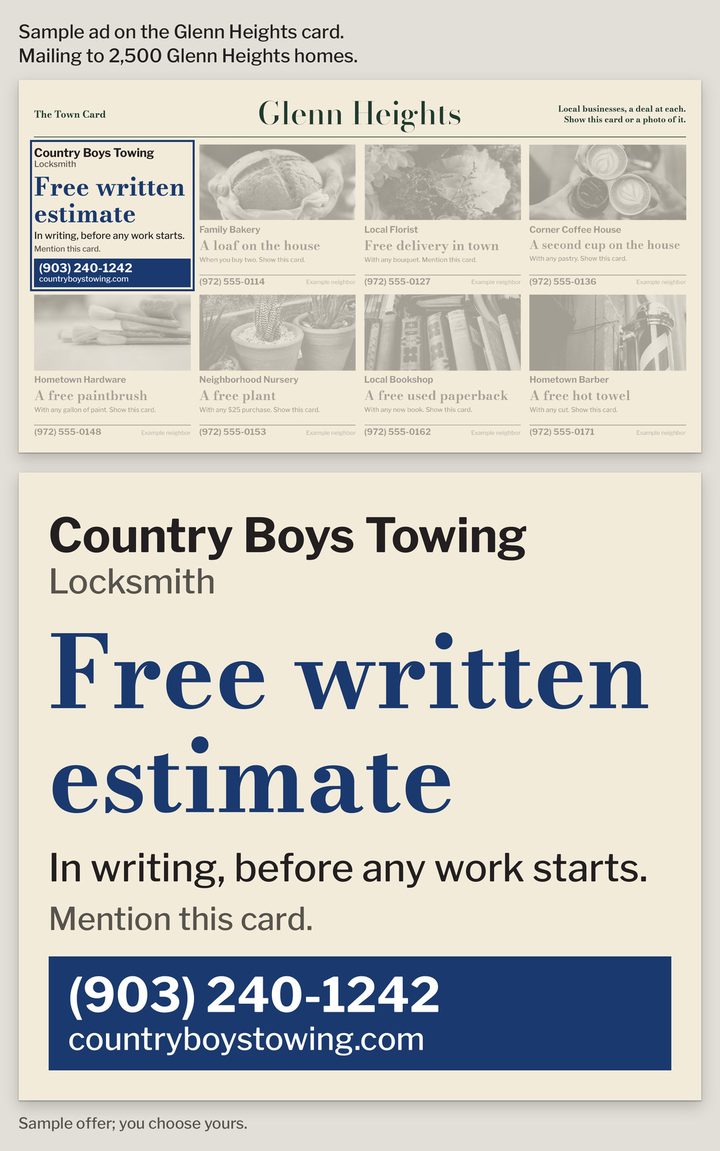 Sample ad on the Glenn Heights card.
Mailing to 2,500 Glenn Heights homes.
The Town Card
Glenn Heights
Local businesses, a deal at each.
Show this card or a photo of it.
Country Boys Towing
Locksmith
Free written
estimate
In writing, before any work starts.
Mention this card.
(903) 240-1242
countryboystowing.com
Family Bakery
A loaf on the house
When you buy two. Show this card.
(972) 555-0114
Example neighbor
Local Florist
Free delivery in town
With any bouquet. Mention this card.
(972) 555-0127
Example neighbor
Corner Coffee House
A second cup on the house
With any pastry. Show this card.
(972) 555-0136
Example neighbor
Hometown Hardware
A free paintbrush
With any gallon of paint. Show this card.
(972) 555-0148
Example neighbor
Neighborhood Nursery
A free plant
With any $25 purchase. Show this card.
(972) 555-0153
Example neighbor
Local Bookshop
A free used paperback
With any new book. Show this card.
(972) 555-0162
Example neighbor
Hometown Barber
A free hot towel
With any cut. Show this card.
(972) 555-0171
Example neighbor
Country Boys Towing
Locksmith
Free written
estimate
In writing, before any work starts.
Mention this card.
(903) 240-1242
countryboystowing.com
Sample offer; you choose yours.